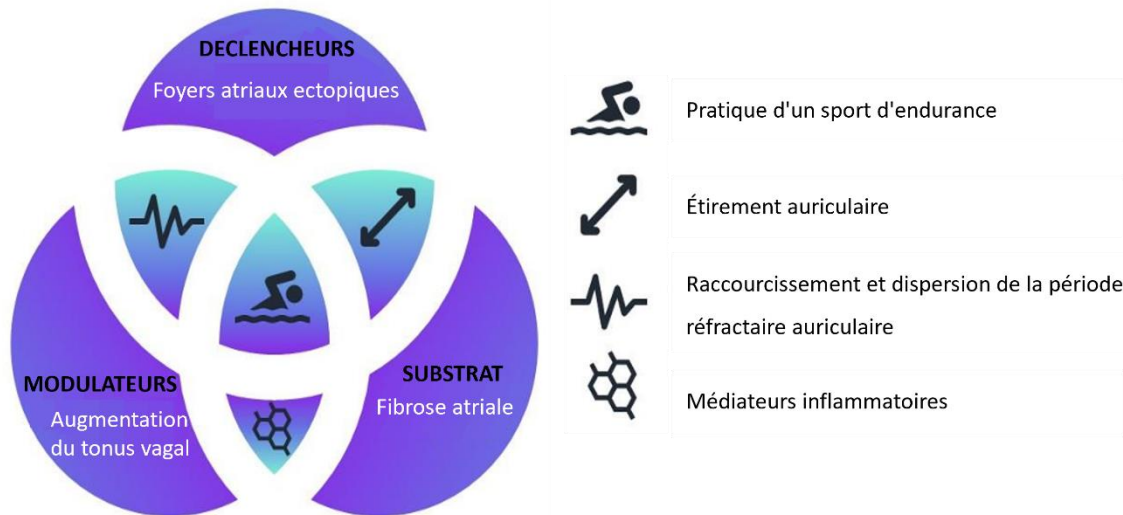 DECLENCHEURS
Foyers atriaux ectopiques
MODULATEURS
Augmentation
du tonus vagal
SUBSTRAT
Fibrose atriale
Pratique d'un sport d'endurance
Étirement auriculaire
Raccourcissement et dispersion de la période
réfractaire auriculaire
Médiateurs inflammatoires